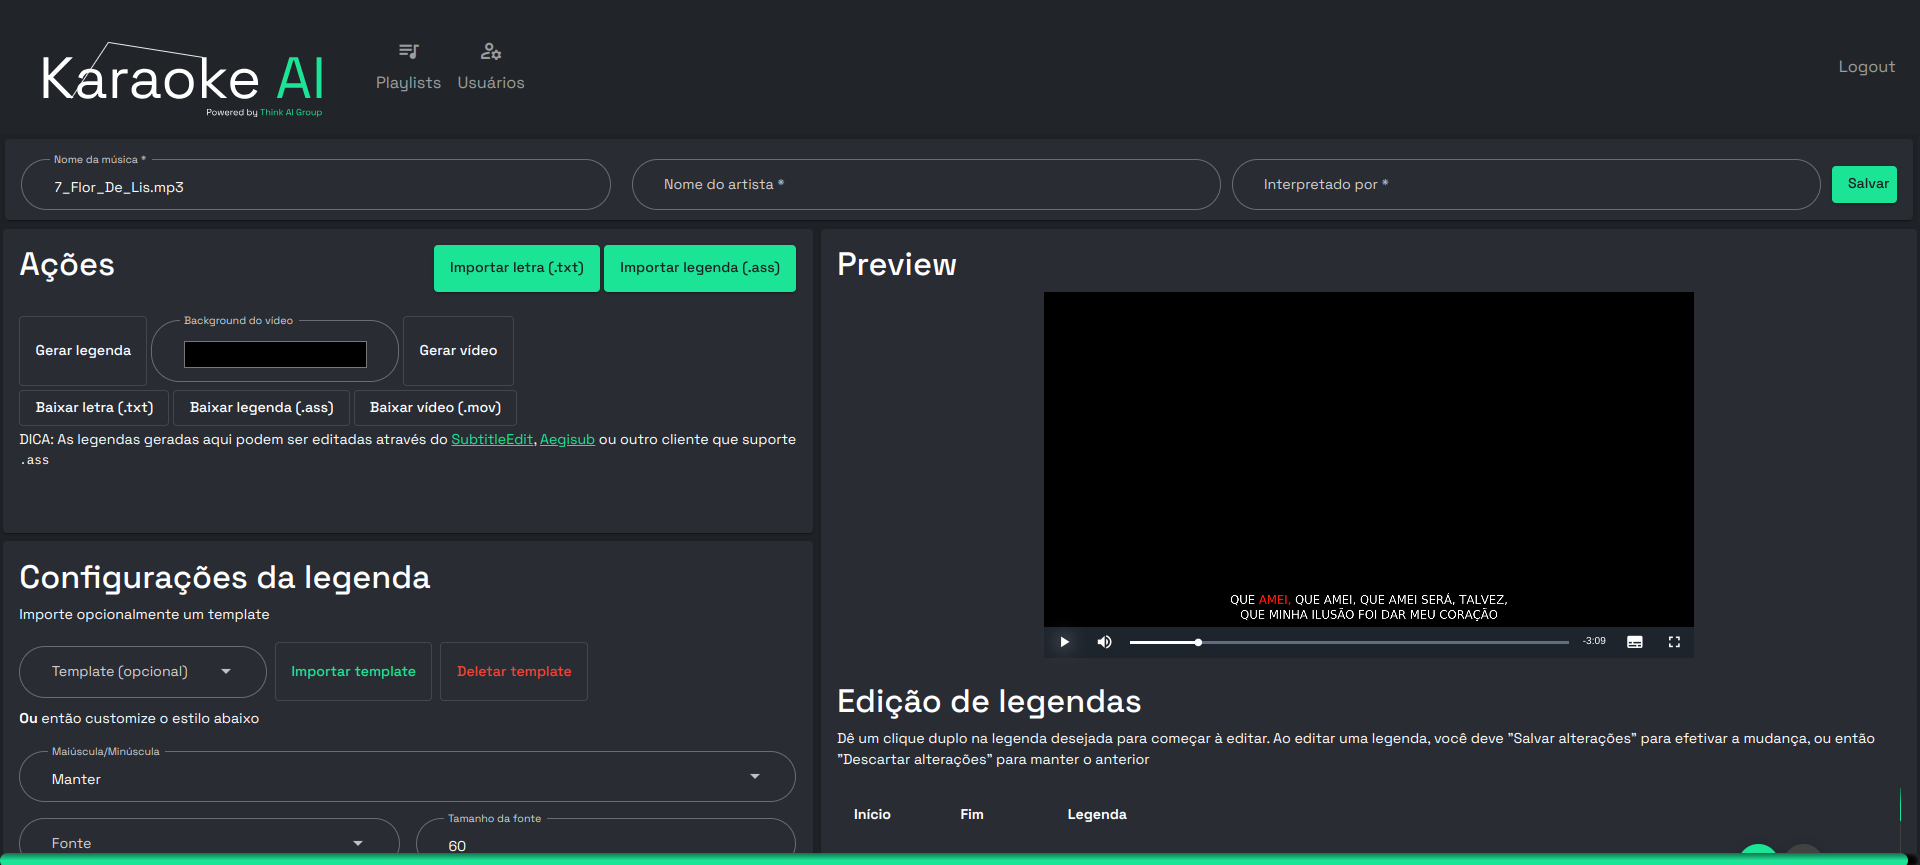 Karaoke AI
Powered by Think AI Group
Playlists
Usuários
Logout
Nome da música *
7_Flor_De_Lis.mp3
Nome do artista *
Interpretado por *
Salvar
Ações
Importar letra (.txt)
Importar legenda (.ass)
Gerar legenda
Background do vídeo
Gerar vídeo
Baixar letra (.txt)
Baixar legenda (.ass)
Baixar vídeo (.mov)
DICA: As legendas geradas aqui podem ser editadas através do SubtitleEdit, Aegisub ou outro cliente que suporte
.ass
Configurações da legenda
Importe opcionalmente um template
Template (opcional)
Importar template
Deletar template
Ou então customize o estilo abaixo
Maiúscula/Minúscula
Manter
Fonte
Tamanho da fonte
60
Preview
QUE AMEI, QUE AMEI, QUE AMEI SERÁ, TALVEZ,
QUE MINHA ILUSÃO FOI DAR MEU CORAÇÃO
-3:09
Edição de legendas
Dê um clique duplo na legenda desejada para começar à editar. Ao editar uma legenda, você deve "Salvar alterações" para efetivar a mudança, ou então
"Descartar alterações" para manter o anterior
Início
Fim
Legenda